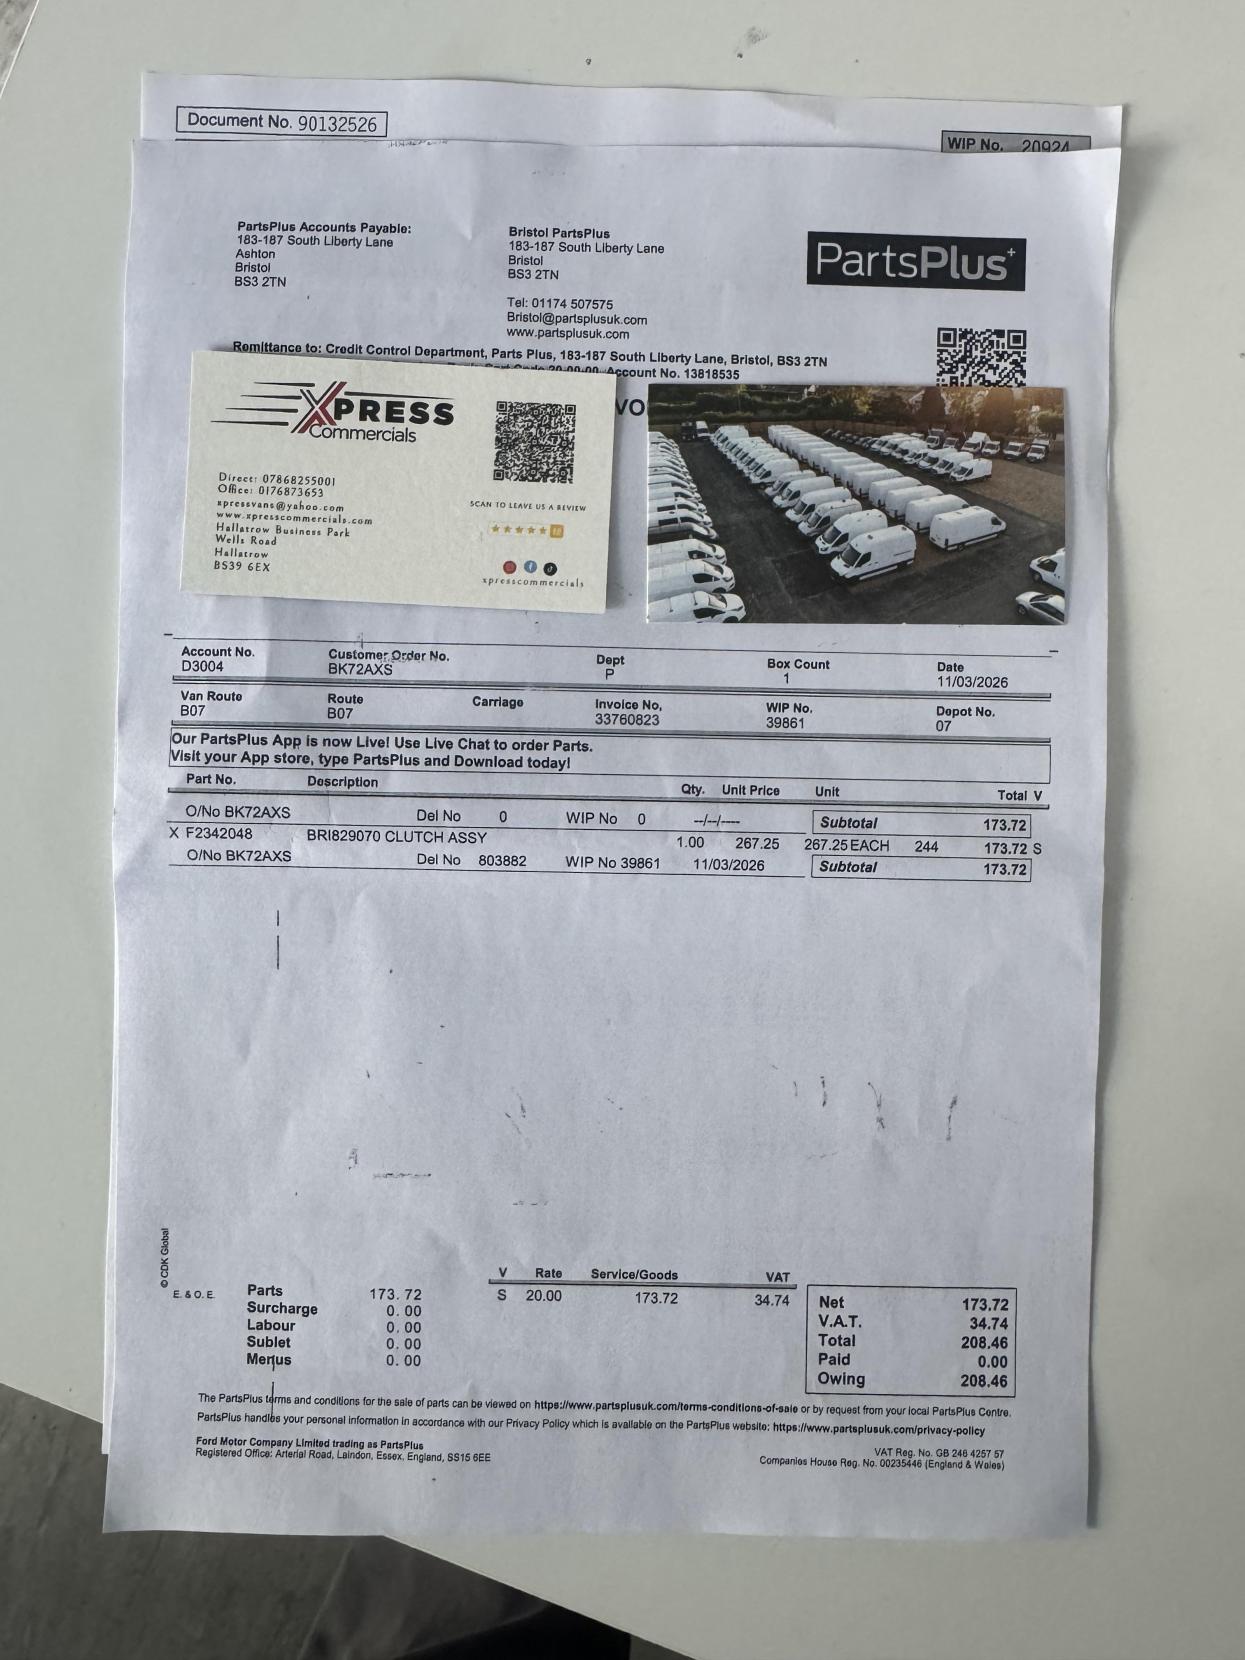 Document No. 90132526
WIP No. 20924
PartsPlus Accounts Payable:
183-187 South Liberty Lane
Ashton
Bristol
BS3 2TN
Bristol PartsPlus
183-187 South Liberty Lane
Bristol
BS3 2TN
Tel: 01174 507575
Bristol@partsplusuk.com
www.partsplusuk.com
PartsPlus+
Remittance to: Credit Control Department, Parts Plus, 183-187 South Liberty Lane, Bristol, BS3 2TN
Account No. 13818535
XPRESS
Commercials
Direct: 07868255001
Office: 0176873653
xpressvans@yahoo.com
www.xpresscommercials.com
Hallatrow Business Park
Wells Road
Hallatrow
BS39 6EX
SCAN TO LEAVE US A REVIEW
xpresscommercials
Account No. Customer Order No. Dept Box Count Date
D3004 BK72AXS P 1 11/03/2026
Van Route Route Carriage Invoice No. WIP No. Depot No.
B07 B07 33760823 39861 07
Our PartsPlus App is now Live! Use Live Chat to order Parts.
Visit your App store, type PartsPlus and Download today!
Part No. Description Qty. Unit Price Unit Total V
O/No BK72AXS Del No 0 WIP No 0 --/--/---- Subtotal 173.72
X F2342048 BRI829070 CLUTCH ASSY 1.00 267.25 267.25 EACH 244 173.72 S
O/No BK72AXS Del No 803882 WIP No 39861 11/03/2026 Subtotal 173.72
© CDK Global
E. & O. E.
Parts 173.72
Surcharge 0.00
Labour 0.00
Sublet 0.00
Menus 0.00
V Rate Service/Goods VAT
S 20.00 173.72 34.74
Net 173.72
V.A.T. 34.74
Total 208.46
Paid 0.00
Owing 208.46
The PartsPlus terms and conditions for the sale of parts can be viewed on https://www.partsplusuk.com/terms-conditions-of-sale or by request from your local PartsPlus Centre.
PartsPlus handles your personal information in accordance with our Privacy Policy which is available on the PartsPlus website: https://www.partsplusuk.com/privacy-policy
Ford Motor Company Limited trading as PartsPlus
Registered Office: Arterial Road, Laindon, Essex, England, SS15 6EE
VAT Reg. No. GB 246 4257 57
Companies House Reg. No. 00235446 (England & Wales)